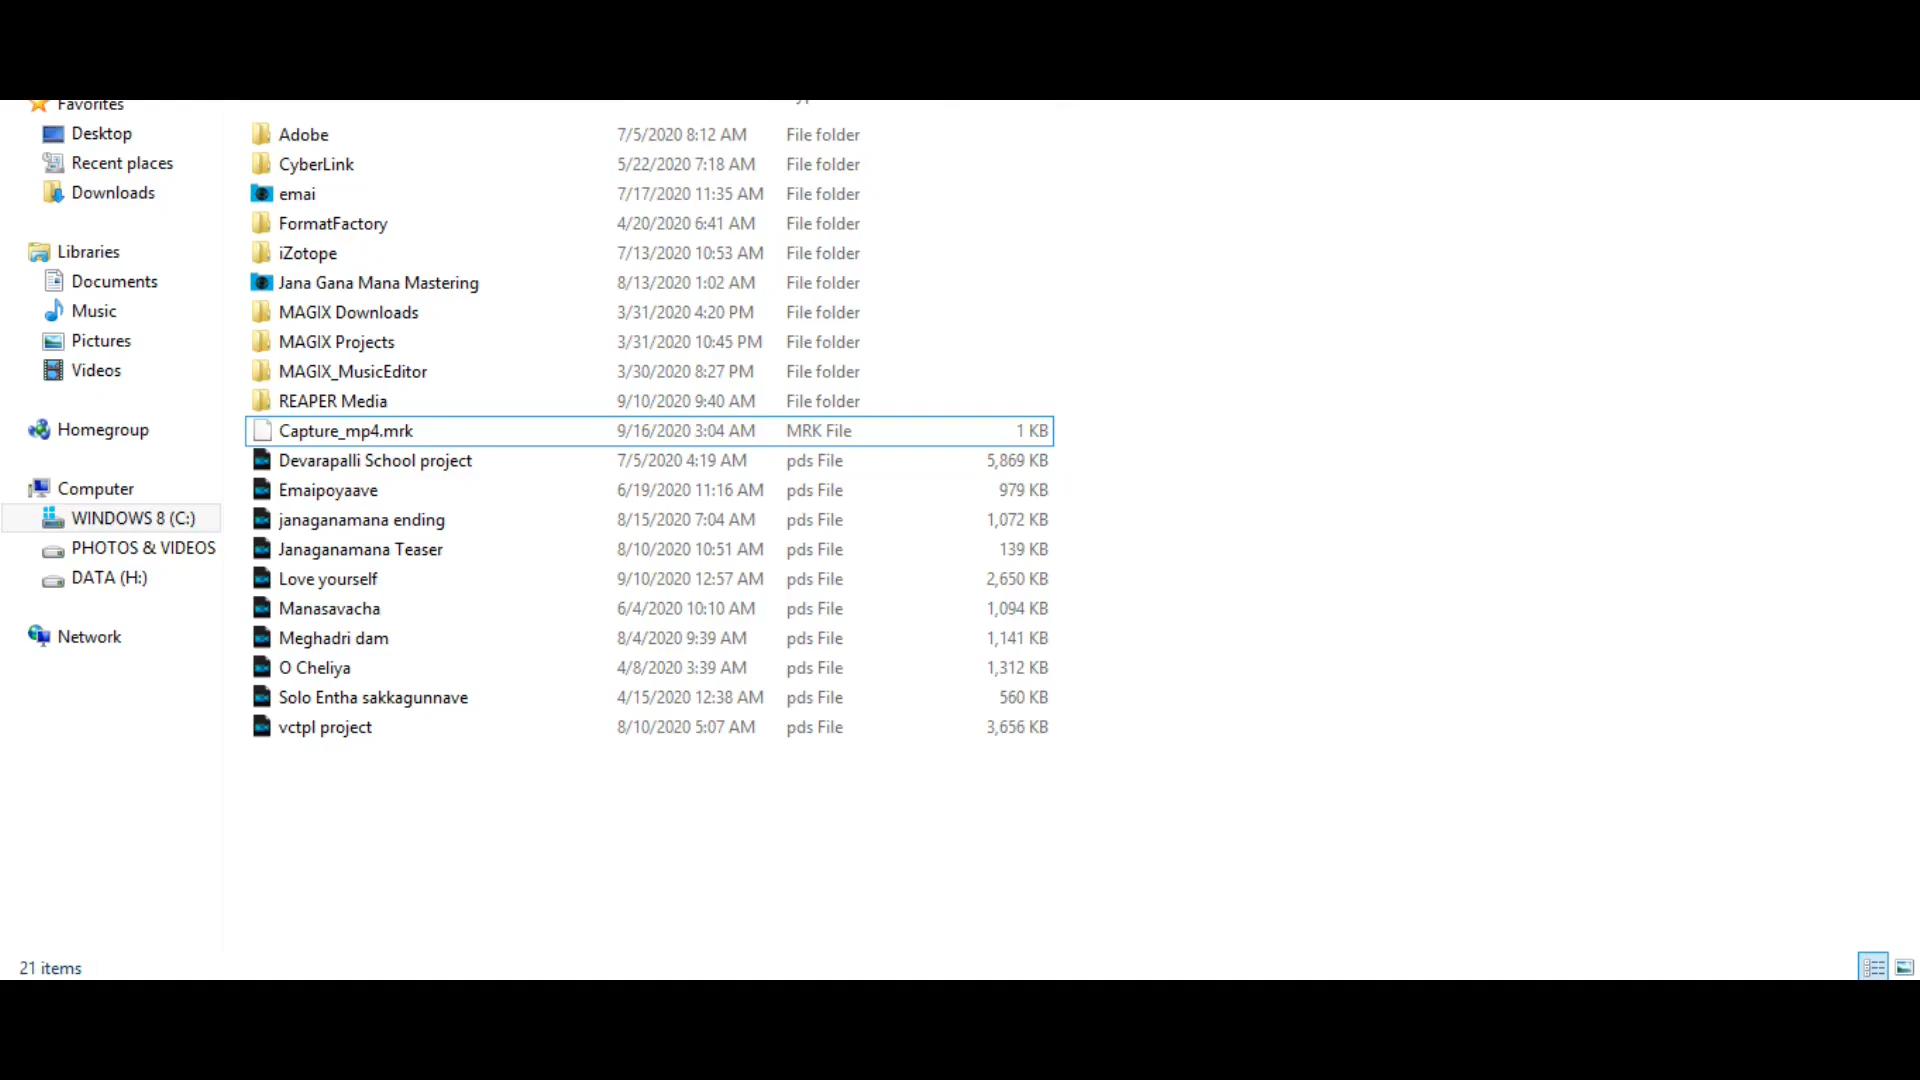 Favorites
Desktop
Recent places
Downloads
Libraries
Documents
Music
Pictures
Videos
Homegroup
Computer
WINDOWS 8 (C:)
PHOTOS & VIDEOS
DATA (H:)
Network
Adobe 7/5/2020 8:12 AM File folder
CyberLink 5/22/2020 7:18 AM File folder
emai 7/17/2020 11:35 AM File folder
FormatFactory 4/20/2020 6:41 AM File folder
iZotope 7/13/2020 10:53 AM File folder
Jana Gana Mana Mastering 8/13/2020 1:02 AM File folder
MAGIX Downloads 3/31/2020 4:20 PM File folder
MAGIX Projects 3/31/2020 10:45 PM File folder
MAGIX_MusicEditor 3/30/2020 8:27 PM File folder
REAPER Media 9/10/2020 9:40 AM File folder
Capture_mp4.mrk 9/16/2020 3:04 AM MRK File 1 KB
Devarapalli School project 7/5/2020 4:19 AM pds File 5,869 KB
Emaipoyaave 6/19/2020 11:16 AM pds File 979 KB
janaganamana ending 8/15/2020 7:04 AM pds File 1,072 KB
Janaganamana Teaser 8/10/2020 10:51 AM pds File 139 KB
Love yourself 9/10/2020 12:57 AM pds File 2,650 KB
Manasavacha 6/4/2020 10:10 AM pds File 1,094 KB
Meghadri dam 8/4/2020 9:39 AM pds File 1,141 KB
O Cheliya 4/8/2020 3:39 AM pds File 1,312 KB
Solo Entha sakkagunnave 4/15/2020 12:38 AM pds File 560 KB
vctpl project 8/10/2020 5:07 AM pds File 3,656 KB
21 items